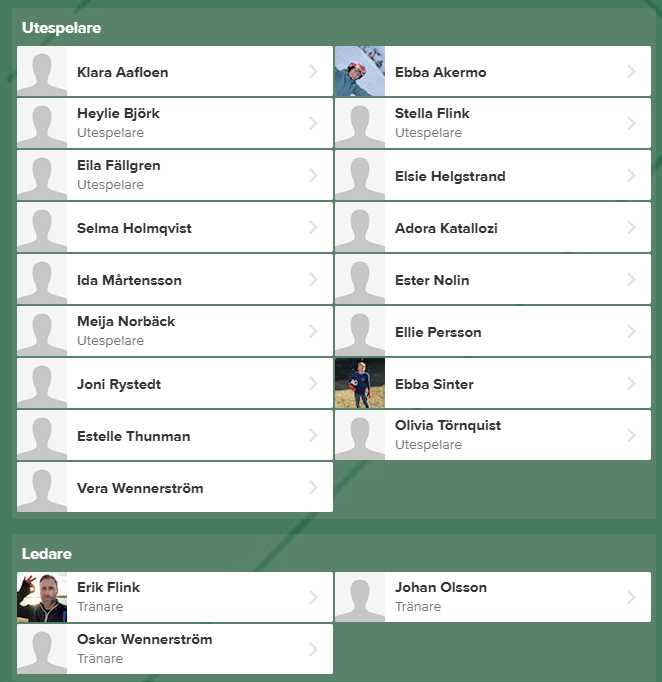 Utespelare
Klara Aafloen
Ebba Akermo
Heylie Björk
Utespelare
Stella Flink
Utespelare
Eila Fällgren
Utespelare
Elsie Helgstrand
Selma Holmqvist
Adora Katallozi
Ida Mårtensson
Ester Nolin
Meija Norbäck
Utespelare
Ellie Persson
Joni Rystedt
Ebba Sinter
Estelle Thunman
Olivia Törnquist
Utespelare
Vera Wennerström
Ledare
Erik Flink
Tränare
Johan Olsson
Tränare
Oskar Wennerström
Tränare